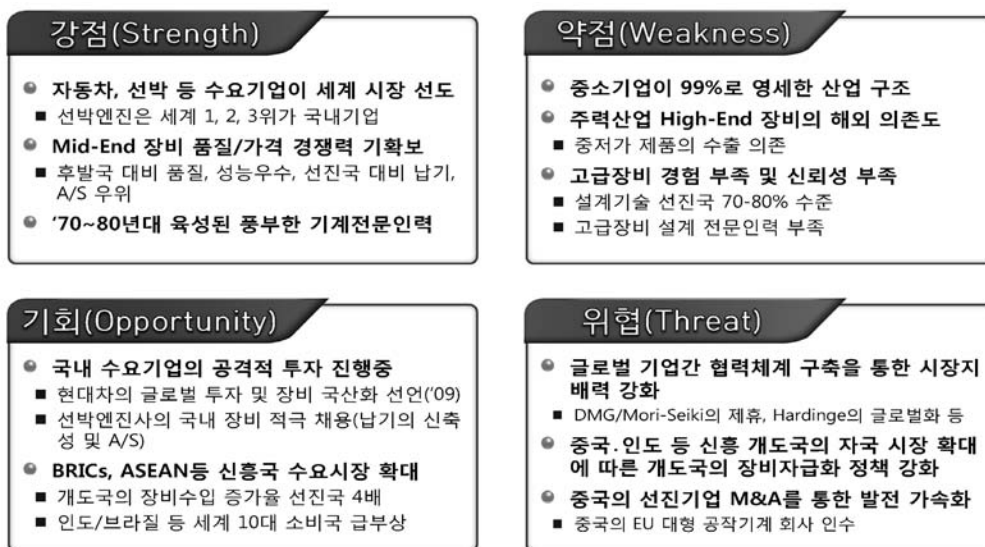 강점(Strength)
자동차, 선박 등 수요기업이 세계 시장 선도
선박엔진은 세계 1, 2, 3위가 국내기업
Mid-End 장비 품질/가격 경쟁력 기확보
후발국 대비 품질, 성능우수, 선진국 대비 납기,
A/S 우위
'70~80년대 육성된 풍부한 기계전문인력
약점(Weakness)
중소기업이 99%로 영세한 산업 구조
주력산업 High-End 장비의 해외 의존도
중저가 제품의 수출 의존
고급장비 경험 부족 및 신뢰성 부족
설계기술 선진국 70-80% 수준
고급장비 설계 전문인력 부족
기회(Opportunity)
국내 수요기업의 공격적 투자 진행중
현대차의 글로벌 투자 및 장비 국산화 선언('09)
선박엔진사의 국내 장비 적극 채용(납기의 신축
성 및 A/S)
BRICs, ASEAN등 신흥국 수요시장 확대
개도국의 장비수입 증가율 선진국 4배
인도/브라질 등 세계 10대 소비국 급부상
위협(Threat)
글로벌 기업간 협력체계 구축을 통한 시장지
배력 강화
DMG/Mori-Seiki의 제휴, Hardinge의 글로벌화 등
중국.인도 등 신흥 개도국의 자국 시장 확대
에 따른 개도국의 장비자급화 정책 강화
중국의 선진기업 M&A를 통한 발전 가속화
중국의 EU 대형 공작기계 회사 인수